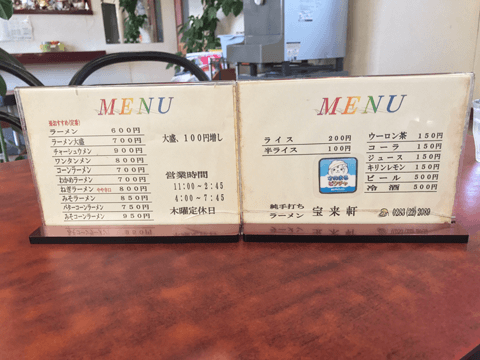 MENU
当店おすすめ(定番)
ラーメン 600円
ラーメン大盛 700円
チャーシュウメン 900円
ワンタンメン 800円
コーンラーメン 700円
わかめラーメン 700円
ねぎラーメン 800円
みそラーメン 850円
バターコーンラーメン 750円
みそコーンラーメン 950円
大盛、100円増し
営業時間
11:00～2:45
4:00～7:45
木曜定休日
MENU
ライス 200円
半ライス 100円
ウーロン茶 150円
コーラ 150円
ジュース 150円
キリンレモン 150円
ビール 500円
冷酒 500円
純手打ち
ラーメン 宝来軒 0283(22)2080